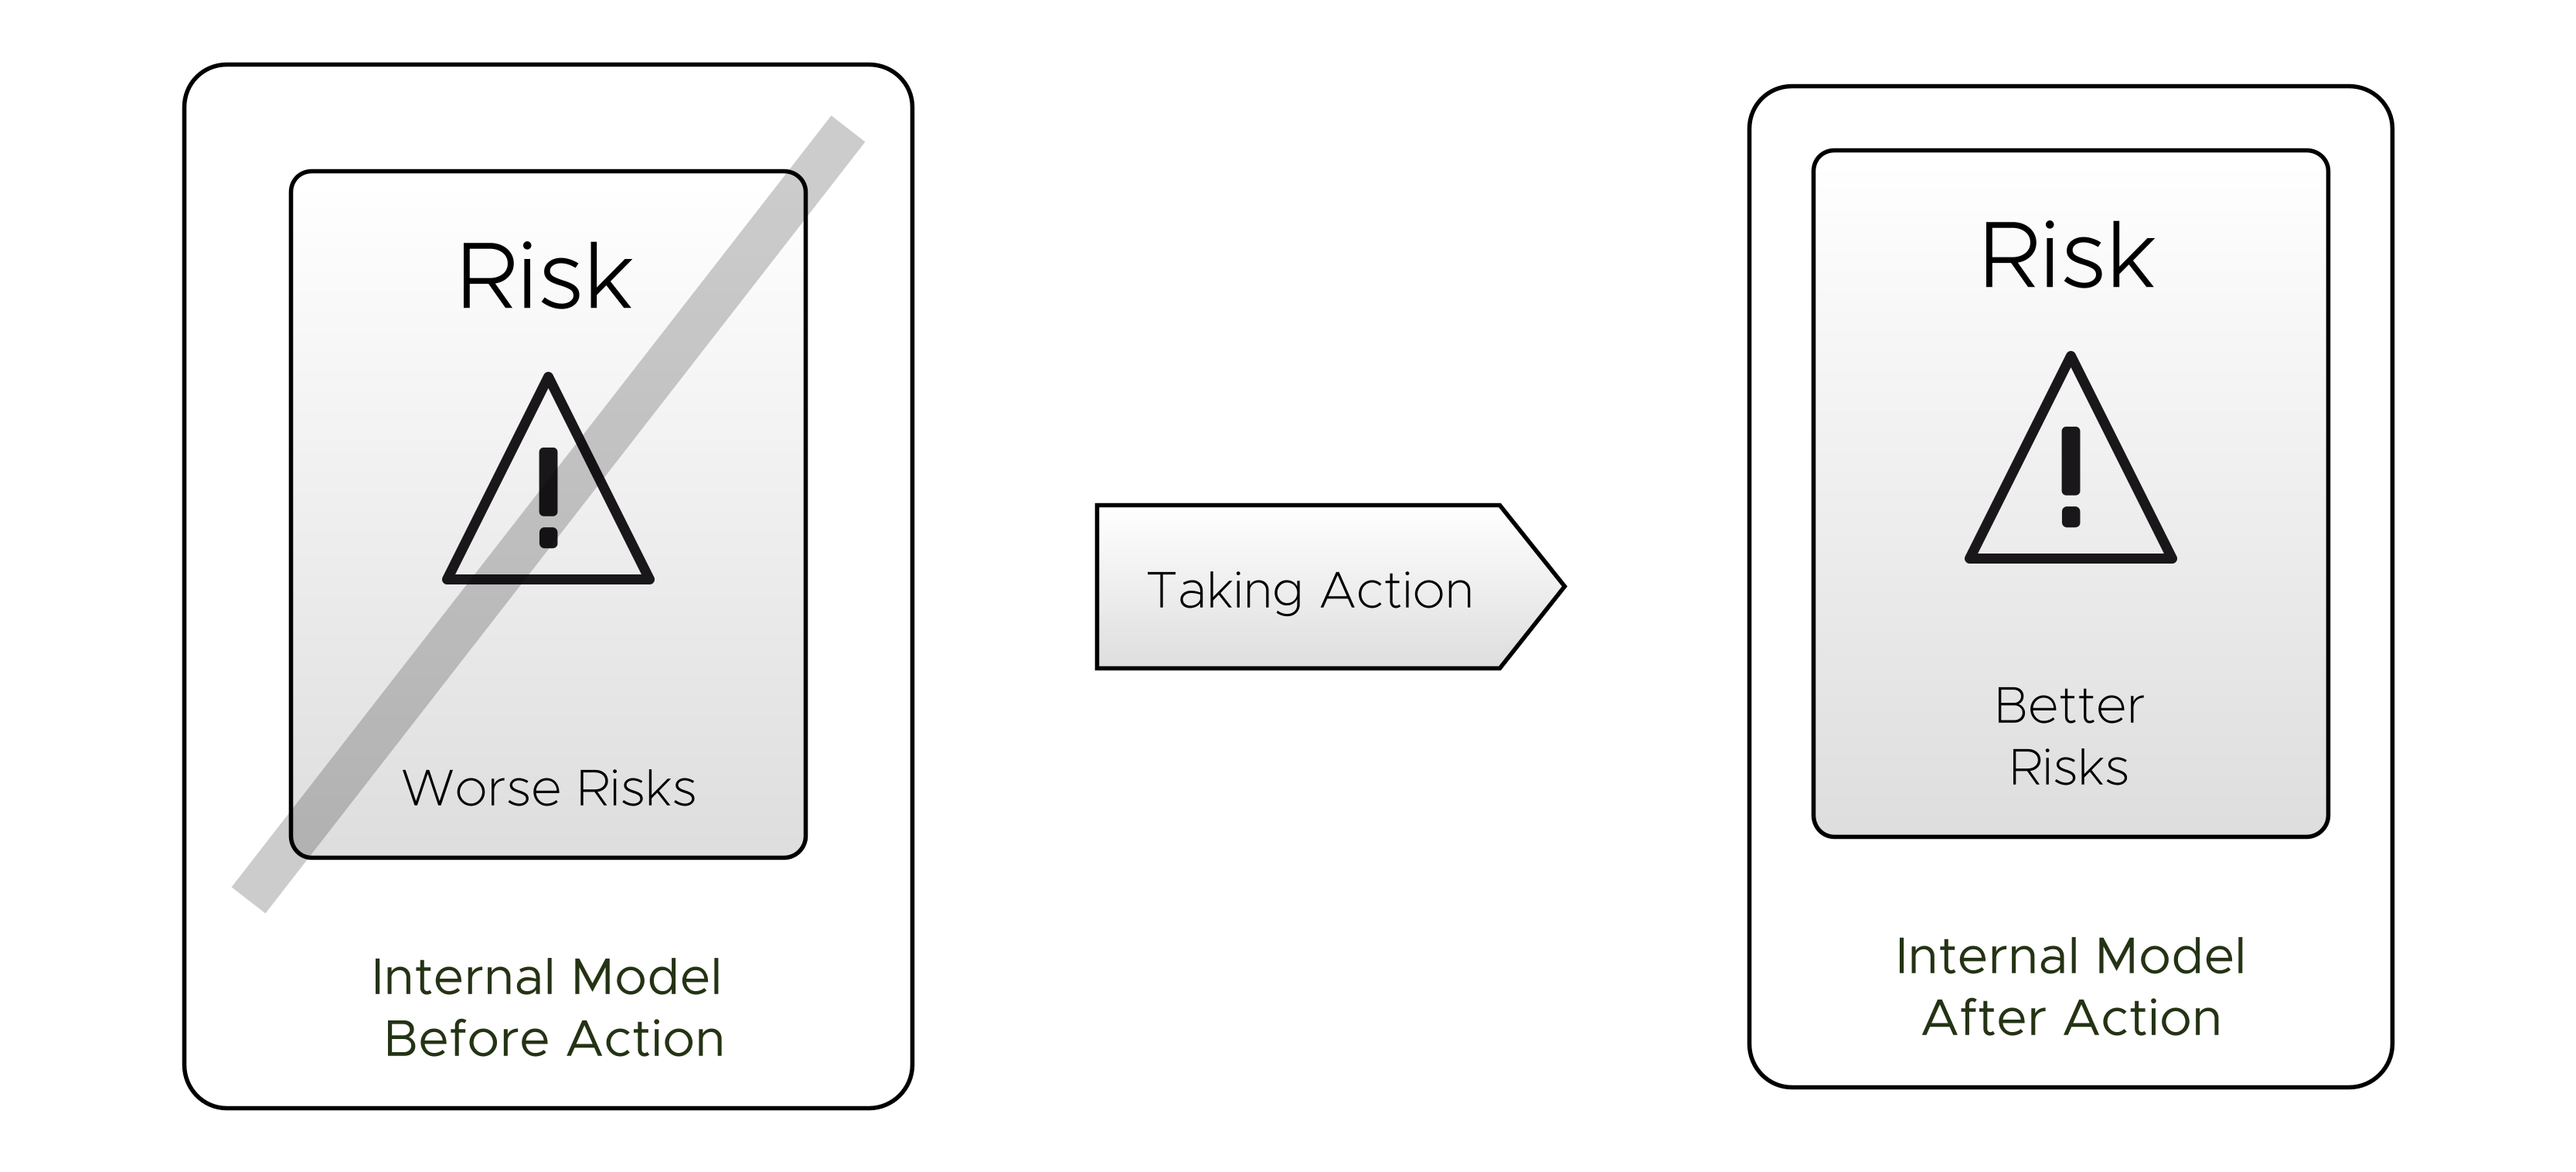 Risk
Worse Risks
Internal Model
Before Action
Taking Action
Risk
Better
Risks
Internal Model
After Action